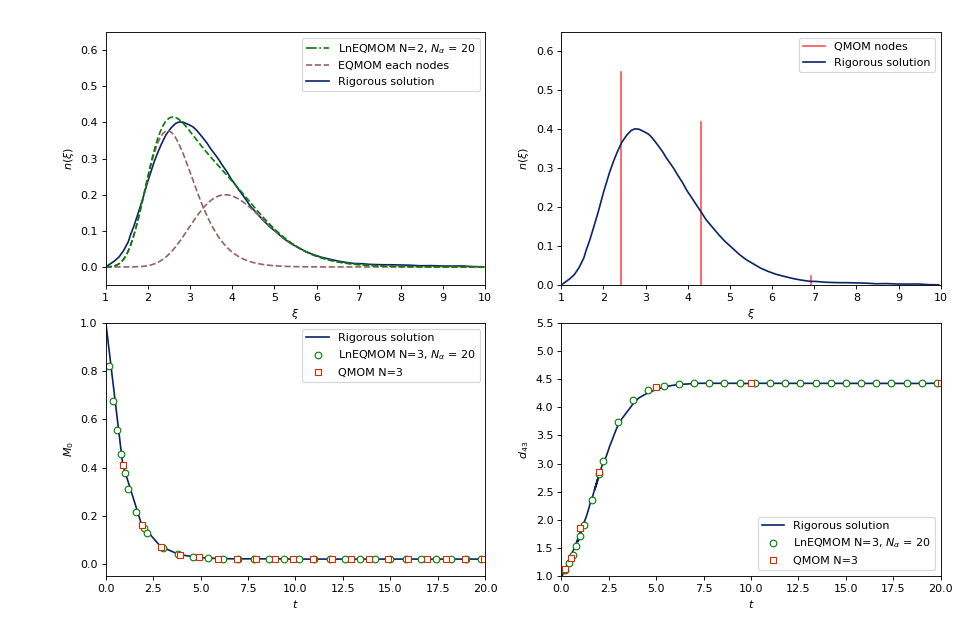 0.6
0.5
0.4
0.3
0.2
0.1
0.0
n(ξ)
1 2 3 4 5 6 7 8 9 10
ξ
LnEQMOM N=2, Nα = 20
EQMOM each nodes
Rigorous solution
0.6
0.5
0.4
0.3
0.2
0.1
0.0
n(ξ)
1 2 3 4 5 6 7 8 9 10
ξ
QMOM nodes
Rigorous solution
1.0
0.8
0.6
0.4
0.2
0.0
M0
0.0 2.5 5.0 7.5 10.0 12.5 15.0 17.5 20.0
t
Rigorous solution
LnEQMOM N=3, Nα = 20
QMOM N=3
5.5
5.0
4.5
4.0
3.5
3.0
2.5
2.0
1.5
1.0
d43
0.0 2.5 5.0 7.5 10.0 12.5 15.0 17.5 20.0
t
Rigorous solution
LnEQMOM N=3, Nα = 20
QMOM N=3